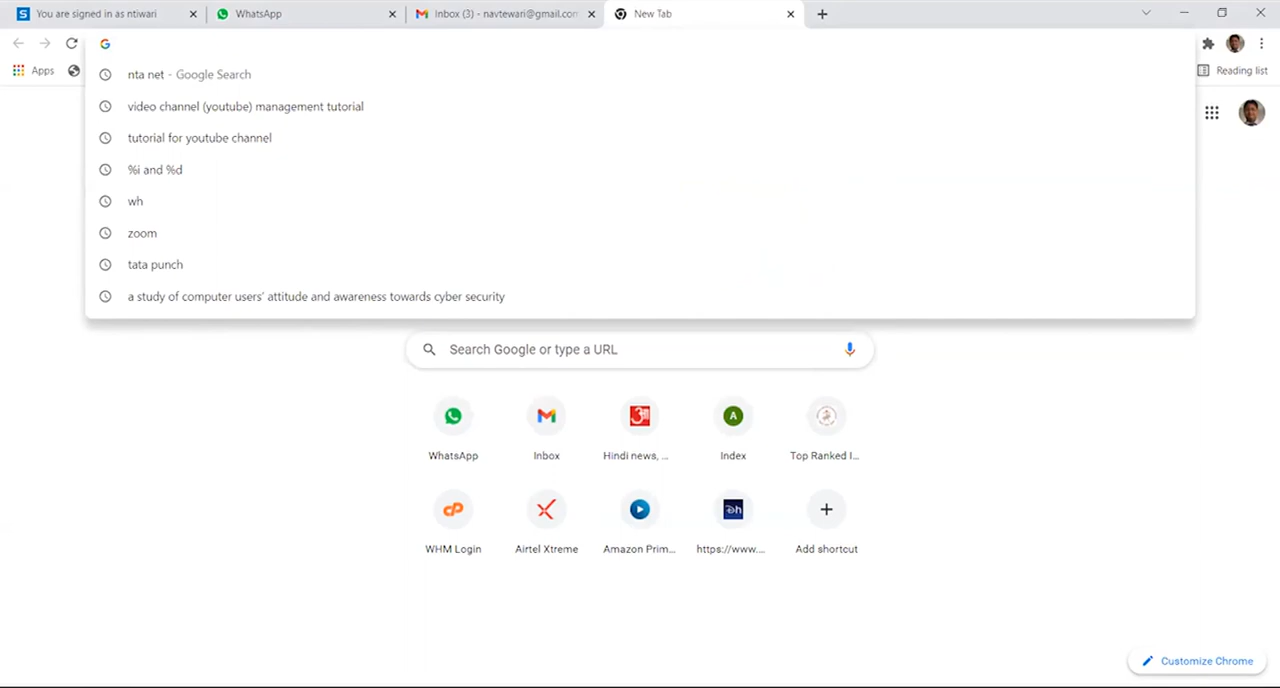 You are signed in as ntiwari
WhatsApp
Inbox (3) - navtewari@gmail.com
New Tab
Apps
Reading list
nta net - Google Search
video channel (youtube) management tutorial
tutorial for youtube channel
%i and %d
wh
zoom
tata punch
a study of computer users' attitude and awareness towards cyber security
Search Google or type a URL
WhatsApp
Inbox
Hindi news, ...
A
Index
Top Ranked I...
WHM Login
Airtel Xtreme
Amazon Prim...
https://www....
Add shortcut
Customize Chrome